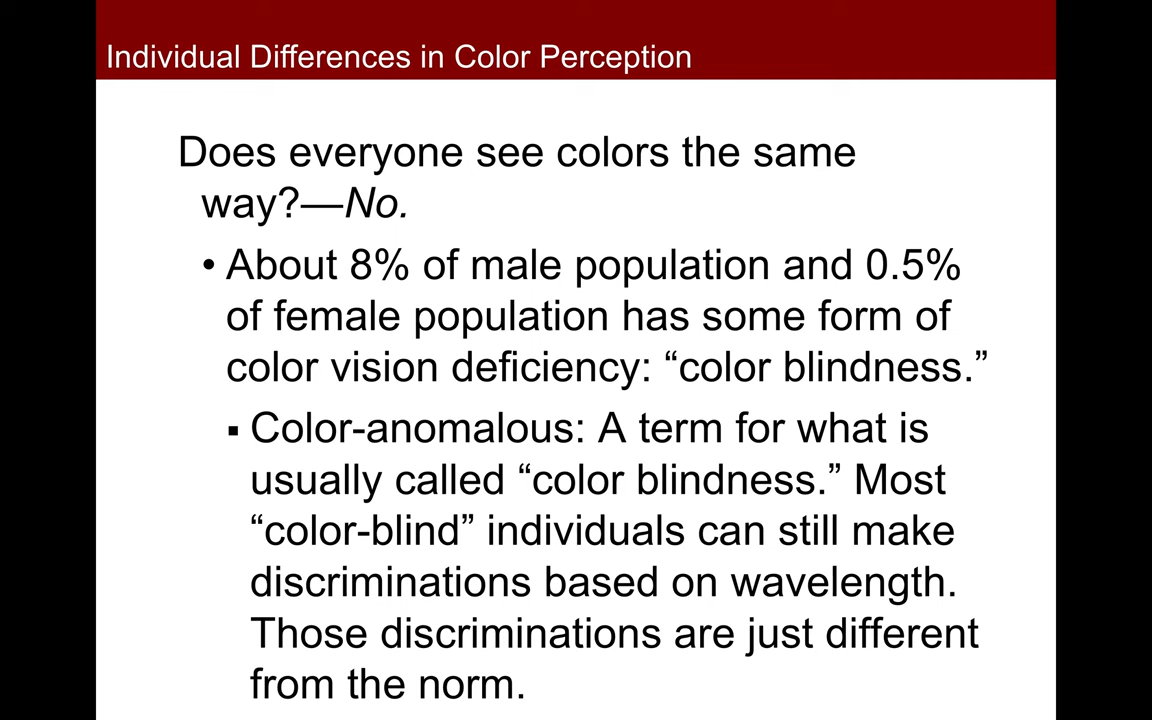 Individual Differences in Color Perception
Does everyone see colors the same
way?—No.
• About 8% of male population and 0.5%
of female population has some form of
color vision deficiency: “color blindness.”
▪ Color-anomalous: A term for what is
usually called “color blindness.” Most
“color-blind” individuals can still make
discriminations based on wavelength.
Those discriminations are just different
from the norm.